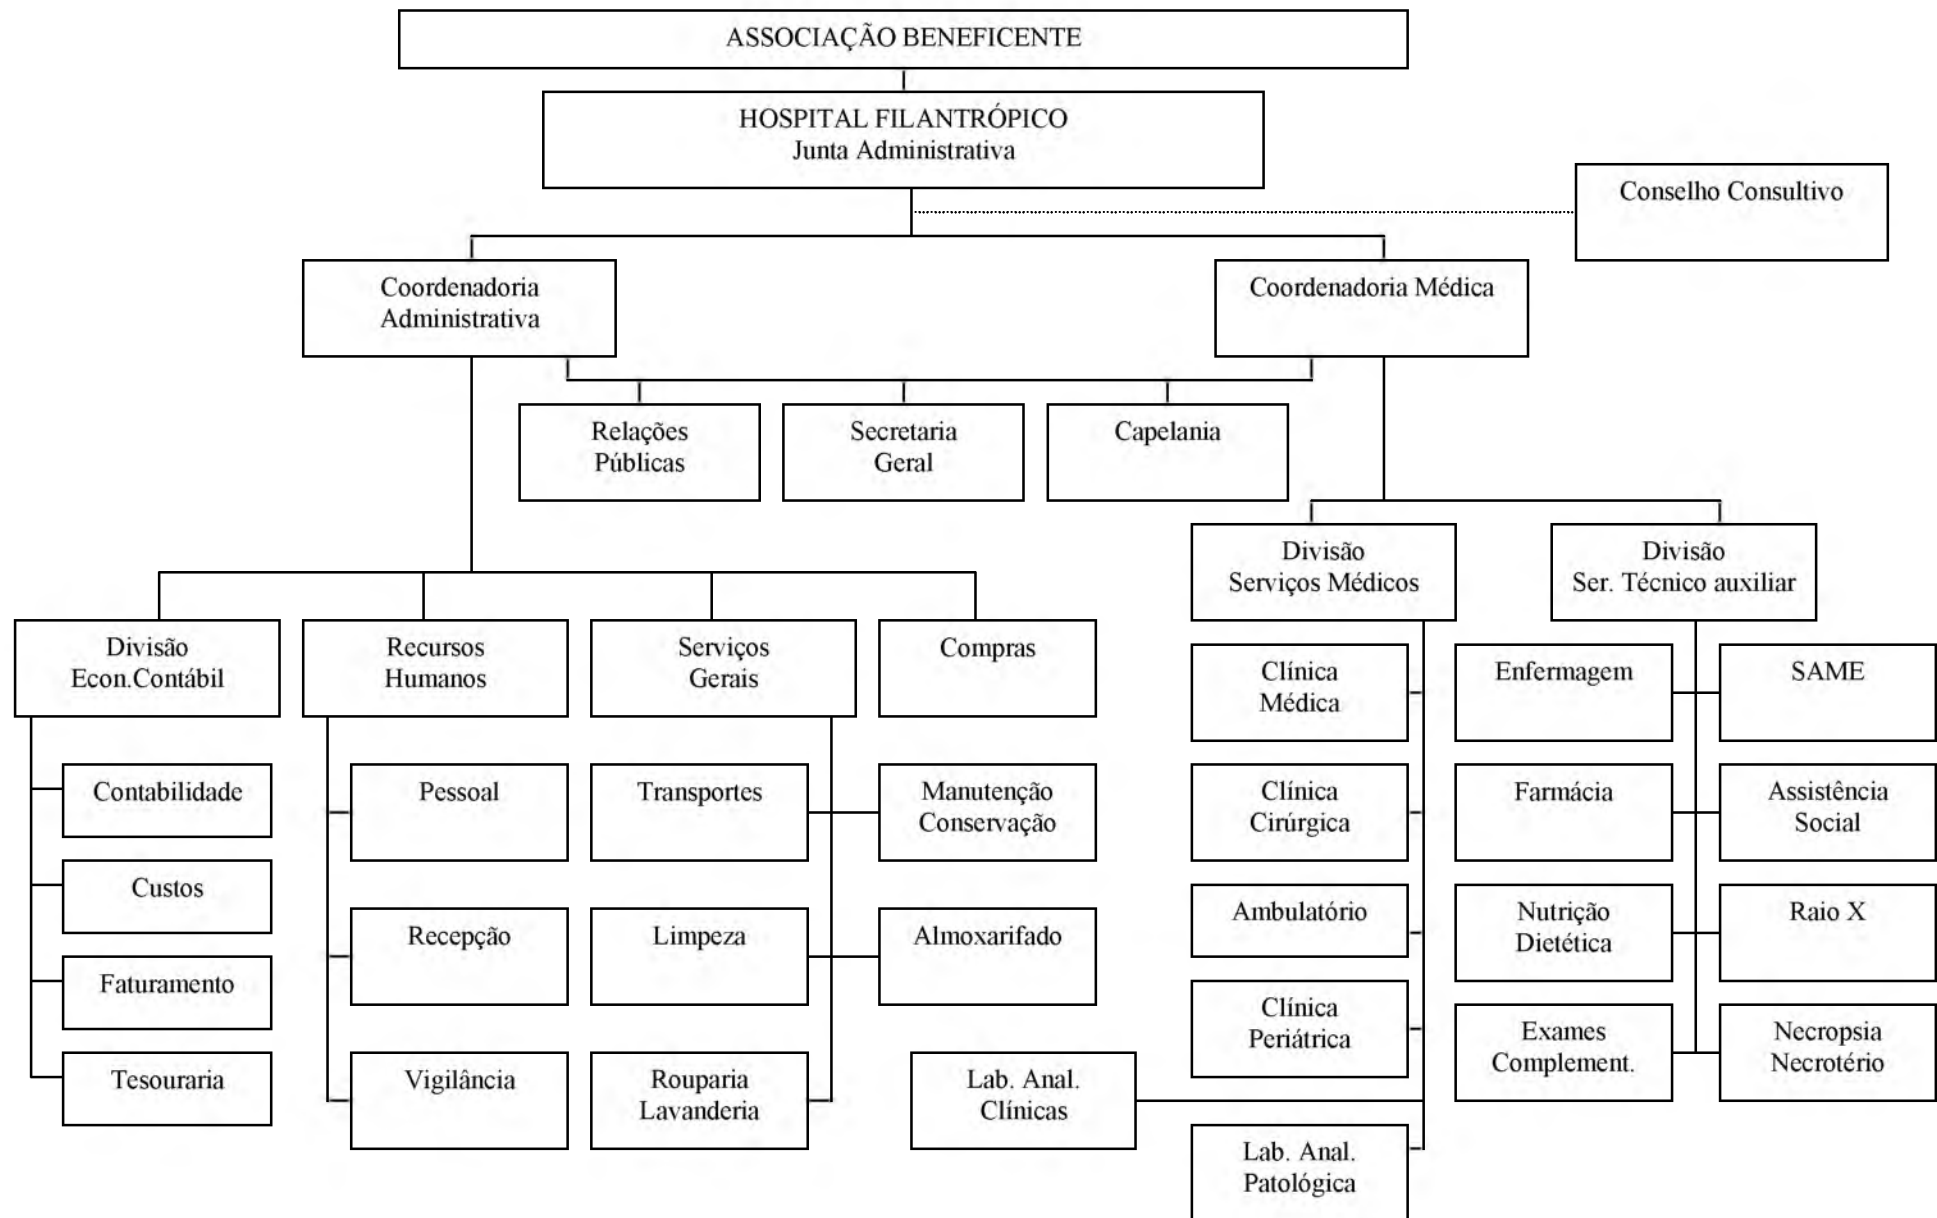 ASSOCIAÇÃO BENEFICENTE
HOSPITAL FILANTRÓPICO
Junta Administrativa
Conselho Consultivo
Coordenadoria
Administrativa
Coordenadoria Médica
Relações
Públicas
Secretaria
Geral
Capelania
Divisão
Serviços Médicos
Divisão
Ser. Técnico auxiliar
Divisão
Econ.Contábil
Recursos
Humanos
Serviços
Gerais
Compras
Clínica
Médica
Enfermagem
SAME
Contabilidade
Pessoal
Transportes
Manutenção
Conservação
Clínica
Cirúrgica
Farmácia
Assistência
Social
Custos
Recepção
Limpeza
Almoxarifado
Ambulatório
Nutrição
Dietética
Raio X
Faturamento
Clínica
Periátrica
Exames
Complement.
Necropsia
Necrotério
Tesouraria
Vigilância
Rouparia
Lavanderia
Lab. Anal.
Clínicas
Lab. Anal.
Patológica